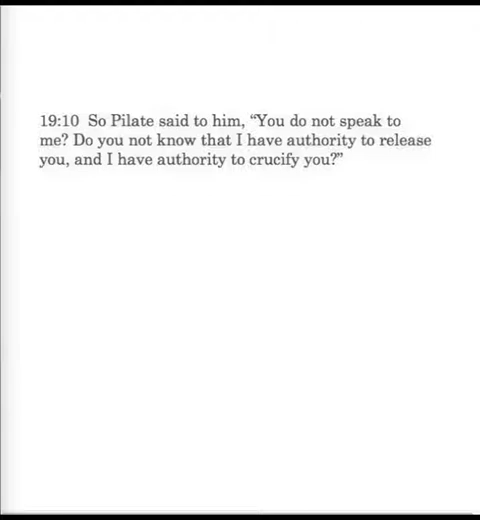 19:10  So Pilate said to him, “You do not speak to
me? Do you not know that I have authority to release
you, and I have authority to crucify you?”